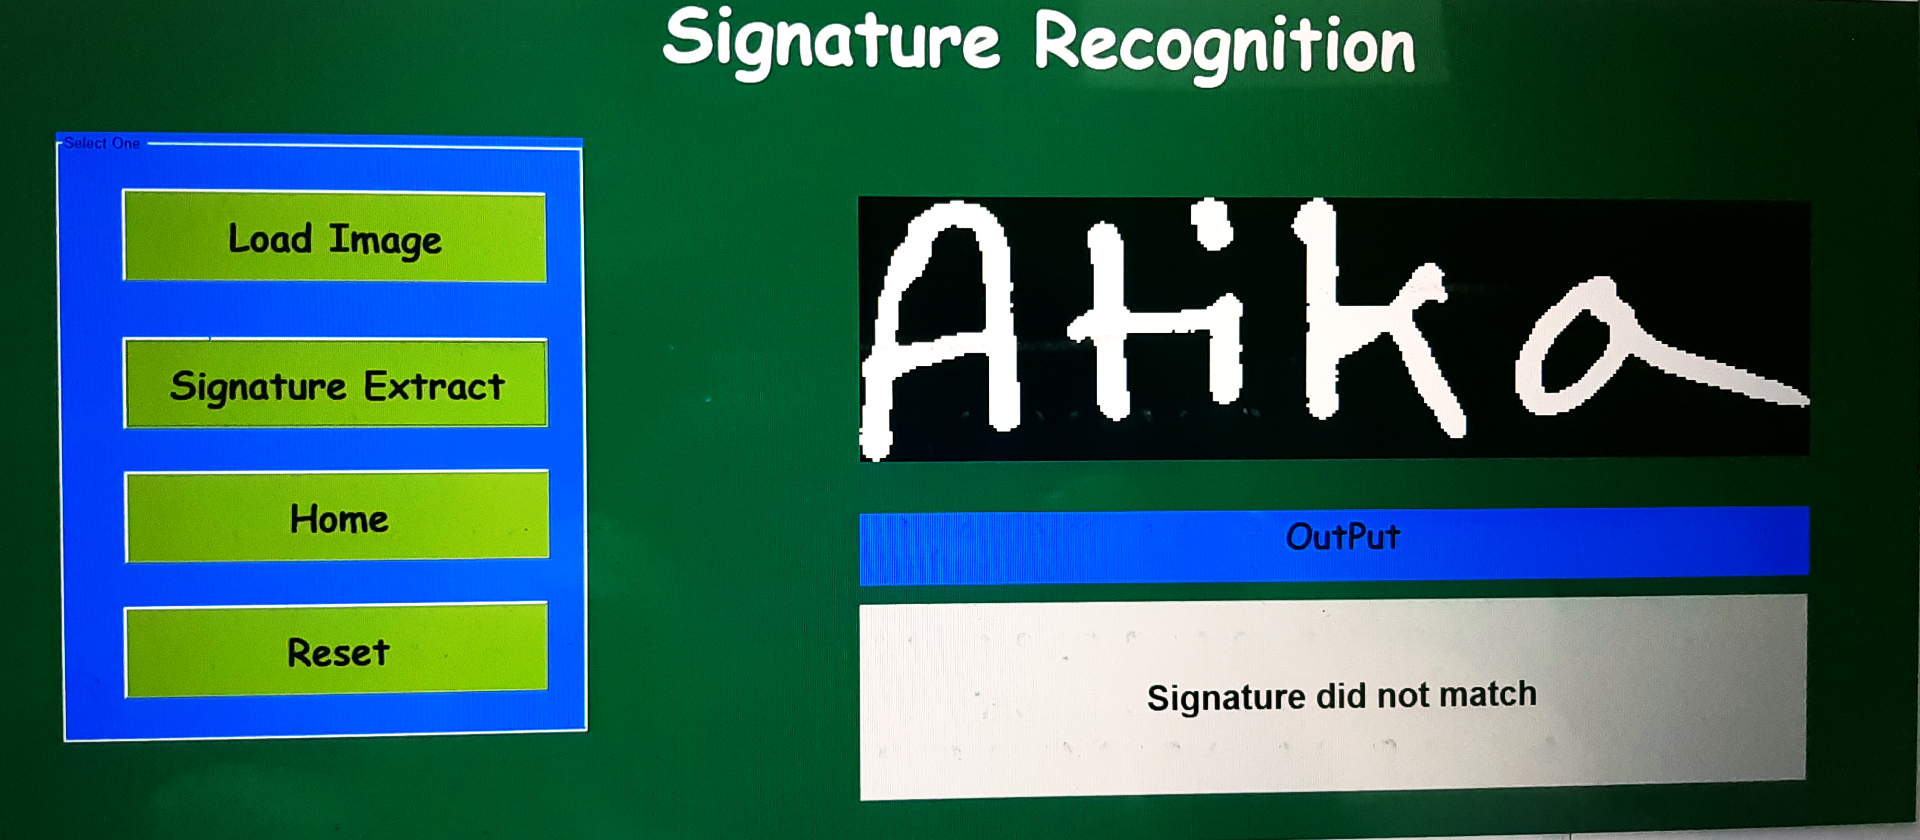 Signature Recognition
Select One
Load Image
Signature Extract
Home
Reset
Atika
OutPut
Signature did not match